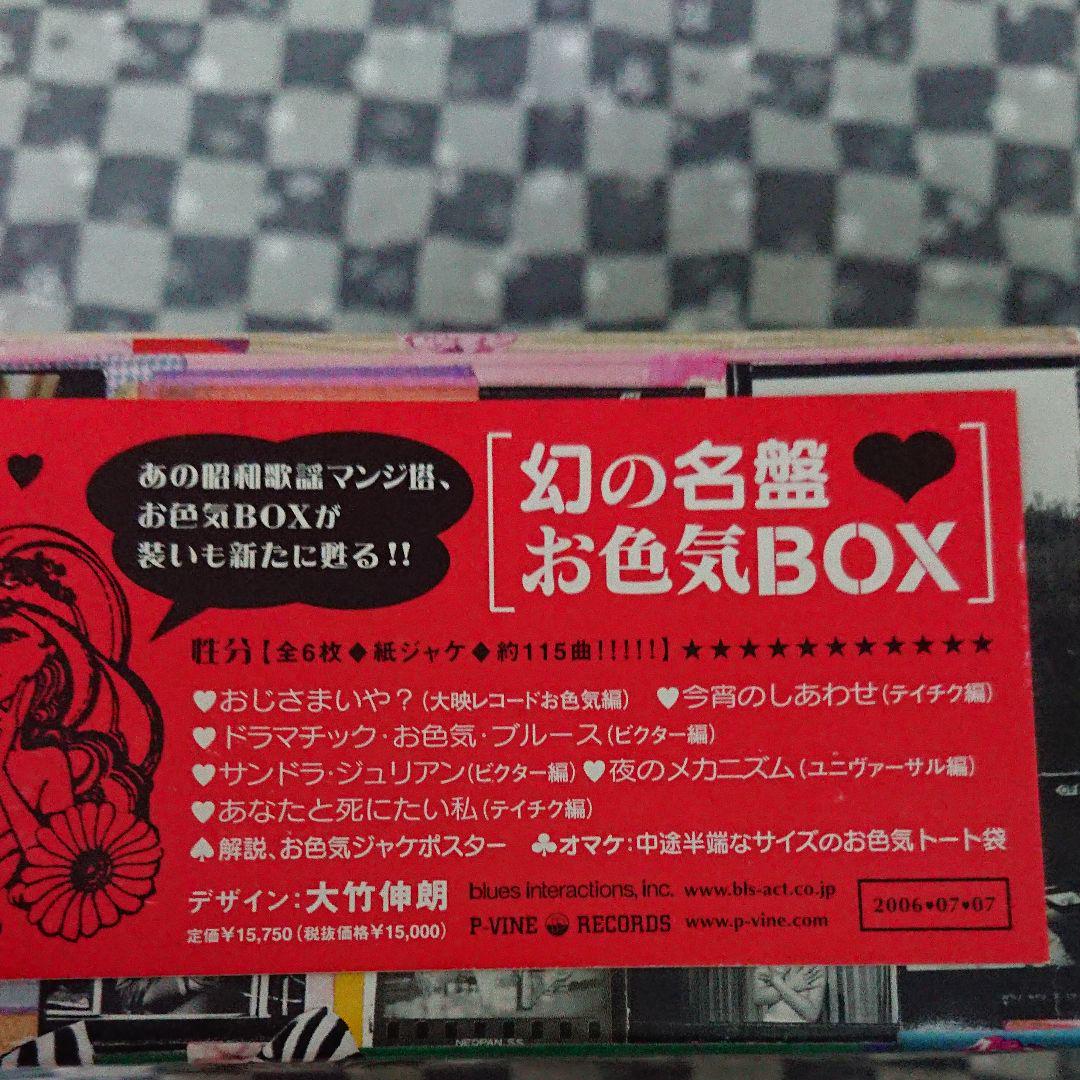 あの昭和歌謡マンジ塔、
お色気BOXが
装いも新たに甦る!!
幻の名盤♥
お色気BOX
性分【全6枚◆紙ジャケ◆約115曲!!!!!】★★★★★★★★★★★
♥おじさまいや?(大映レコードお色気編) ♥今宵のしあわせ(テイチク編)
♥ドラマチック・お色気・ブルース(ビクター編)
♥サンドラ・ジュリアン(ビクター編)♥夜のメカニズム(ユニヴァーサル編)
♥あなたと死にたい私(テイチク編)
♠解説、お色気ジャケポスター ♣オマケ:中途半端なサイズのお色気トート袋
デザイン:大竹伸朗
定価¥15,750(税抜価格¥15,000)
blues interactions, inc. www.bls-act.co.jp
P-VINE RECORDS www.p-vine.com
2006♥07♥07
NEOPAN SS